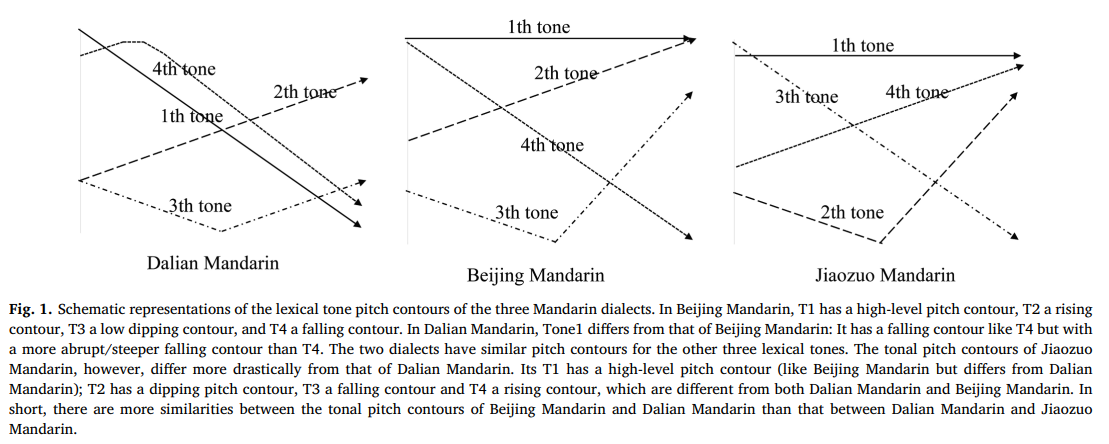 1th tone
4th tone
2th tone
2th tone
1th tone
3th tone
Dalian Mandarin
4th tone
3th tone
Beijing Mandarin
1th tone
3th tone
4th tone
2th tone
Jiaozuo Mandarin
Fig. 1. Schematic representations of the lexical tone pitch contours of the three Mandarin dialects. In Beijing Mandarin, T1 has a high-level pitch contour, T2 a rising
contour, T3 a low dipping contour, and T4 a falling contour. In Dalian Mandarin, Tone1 differs from that of Beijing Mandarin: It has a falling contour like T4 but with
a more abrupt/steeper falling contour than T4. The two dialects have similar pitch contours for the other three lexical tones. The tonal pitch contours of Jiaozuo
Mandarin, however, differ more drastically from that of Dalian Mandarin. Its T1 has a high-level pitch contour (like Beijing Mandarin but differs from Dalian
Mandarin); T2 has a dipping pitch contour, T3 a falling contour and T4 a rising contour, which are different from both Dalian Mandarin and Beijing Mandarin. In
short, there are more similarities between the tonal pitch contours of Beijing Mandarin and Dalian Mandarin than that between Dalian Mandarin and Jiaozuo
Mandarin.